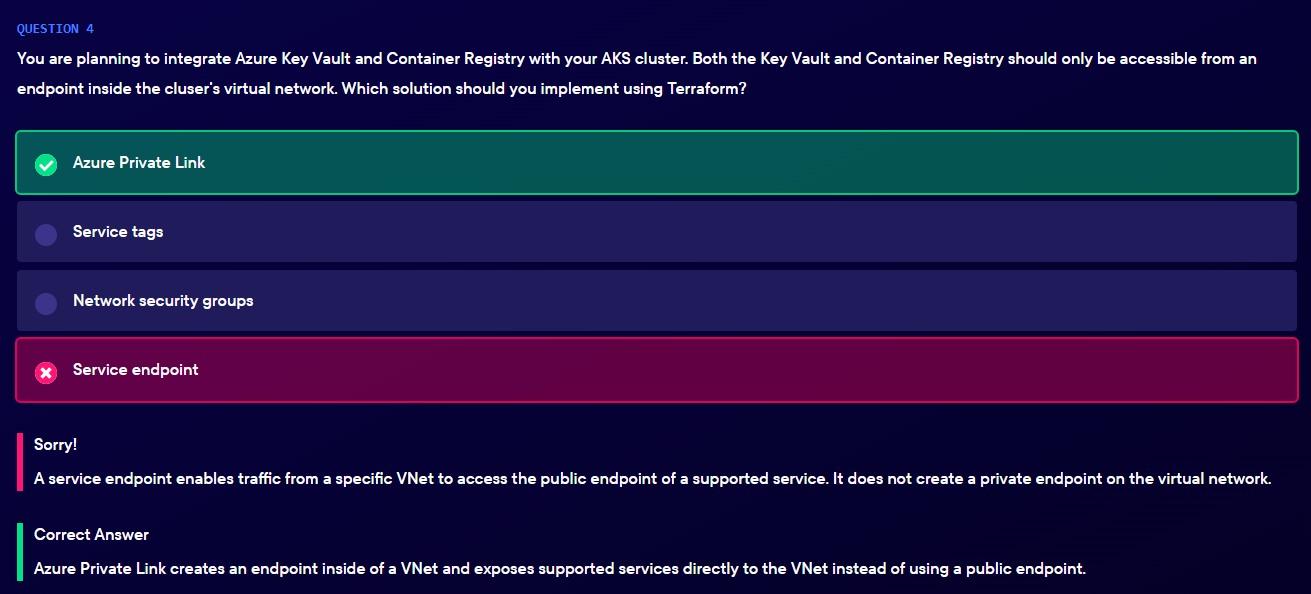 QUESTION 4
You are planning to integrate Azure Key Vault and Container Registry with your AKS cluster. Both the Key Vault and Container Registry should only be accessible from an
endpoint inside the cluser's virtual network. Which solution should you implement using Terraform?
Azure Private Link
Service tags
Network security groups
Service endpoint
Sorry!
A service endpoint enables traffic from a specific VNet to access the public endpoint of a supported service. It does not create a private endpoint on the virtual network.
Correct Answer
Azure Private Link creates an endpoint inside of a VNet and exposes supported services directly to the VNet instead of using a public endpoint.